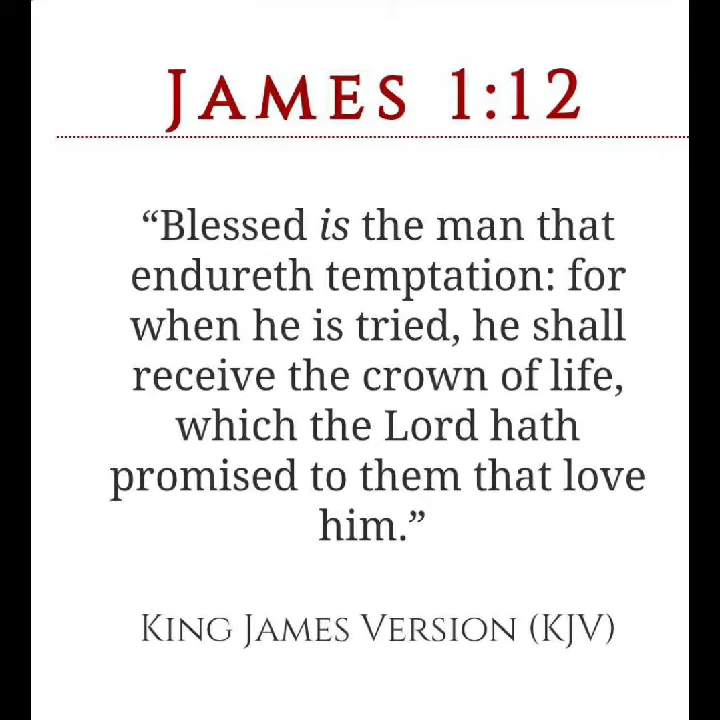 JAMES 1:12
“Blessed is the man that
endureth temptation: for
when he is tried, he shall
receive the crown of life,
which the Lord hath
promised to them that love
him.”
KING JAMES VERSION (KJV)